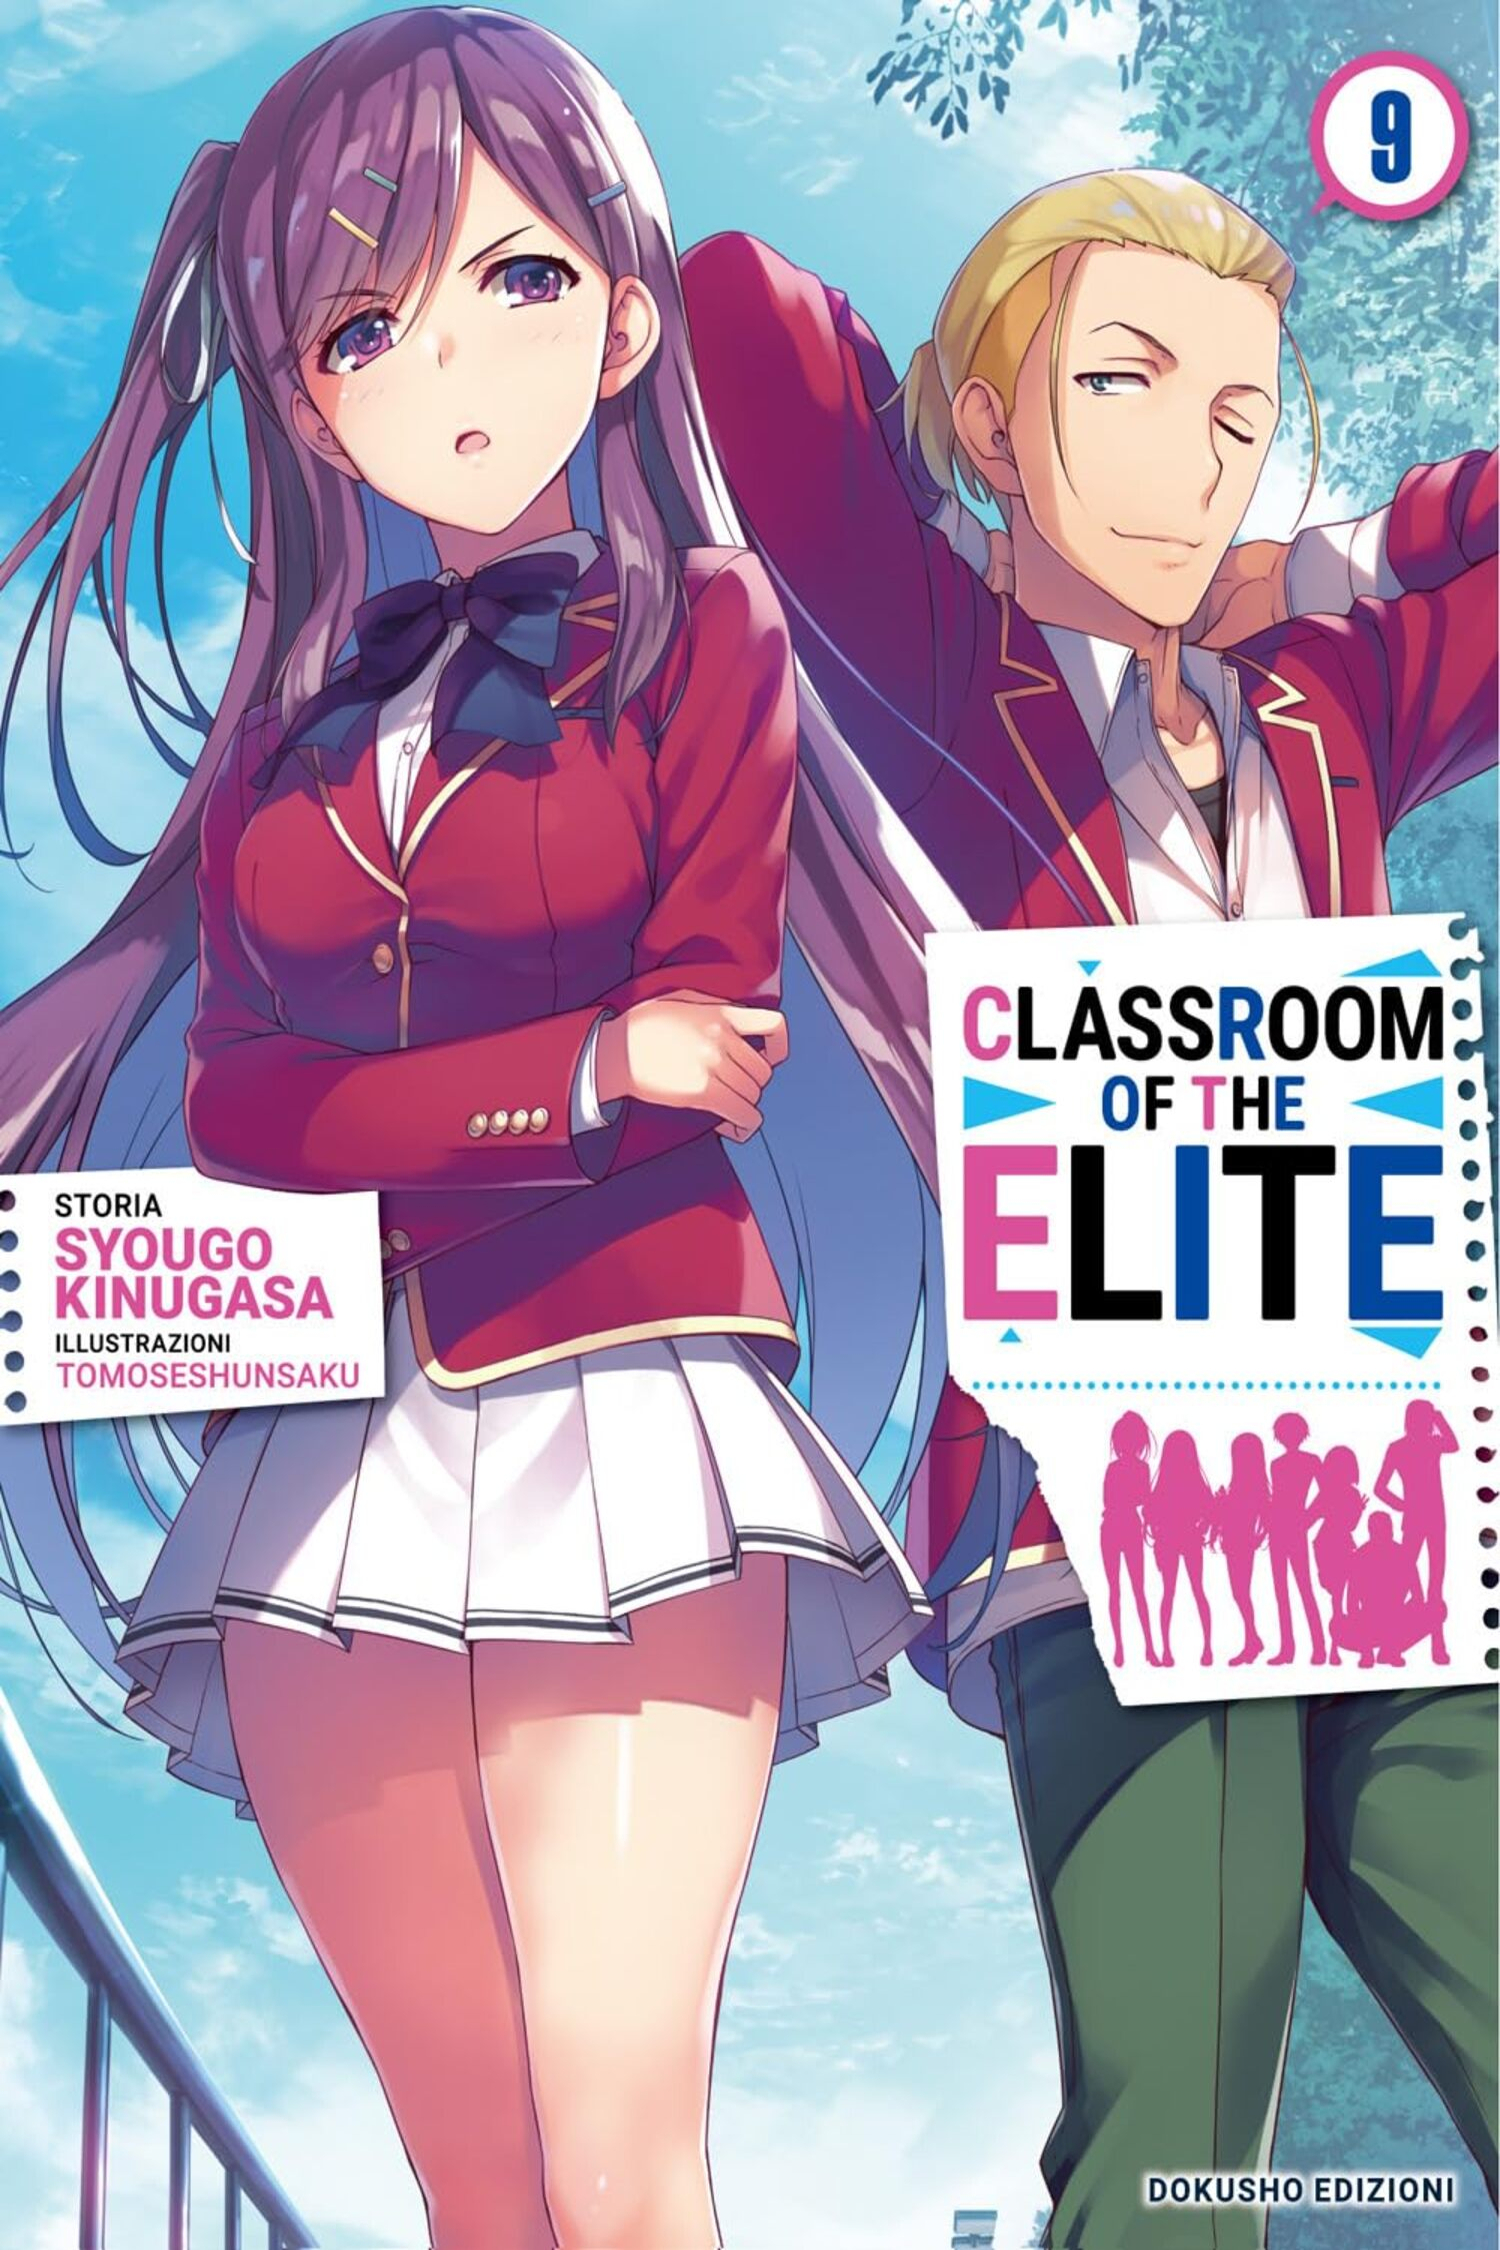 9
CLASSROOM
OF THE
ELITE
STORIA
SYOUGO
KINUGASA
ILLUSTRAZIONI
TOMOSESHUNSAKU
DOKUSHO EDIZIONI